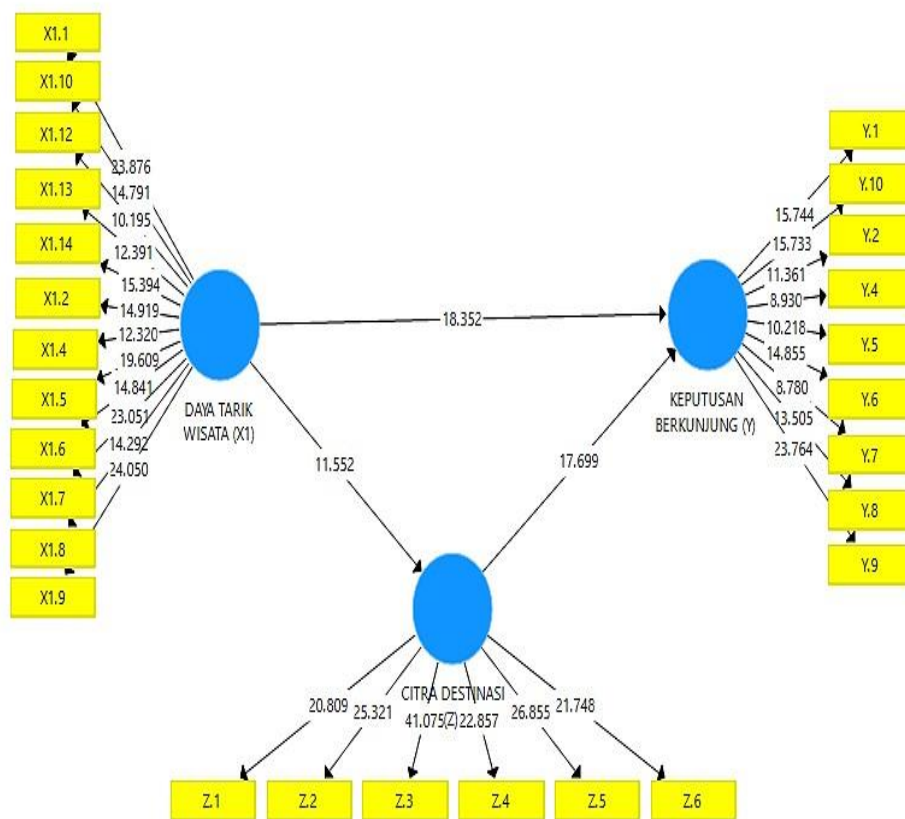 X1.1
X1.10
X1.12
X1.13
X1.14
X1.2
X1.4
X1.5
X1.6
X1.7
X1.8
X1.9
23.876
14.791
10.195
12.391
15.394
14.919
12.320
19.609
14.841
23.051
14.292
24.050
DAYA TARIK
WISATA (X1)
18.352
11.552
17.699
KEPUTUSAN
BERKUNJUNG (Y)
15.744
15.733
11.361
8.930
10.218
14.855
8.780
13.505
23.764
Y.1
Y.10
Y.2
Y.4
Y.5
Y.6
Y.7
Y.8
Y.9
CITRA DESTINASI
(Z)
20.809
25.321
41.075
22.857
26.855
21.748
Z.1
Z.2
Z.3
Z.4
Z.5
Z.6